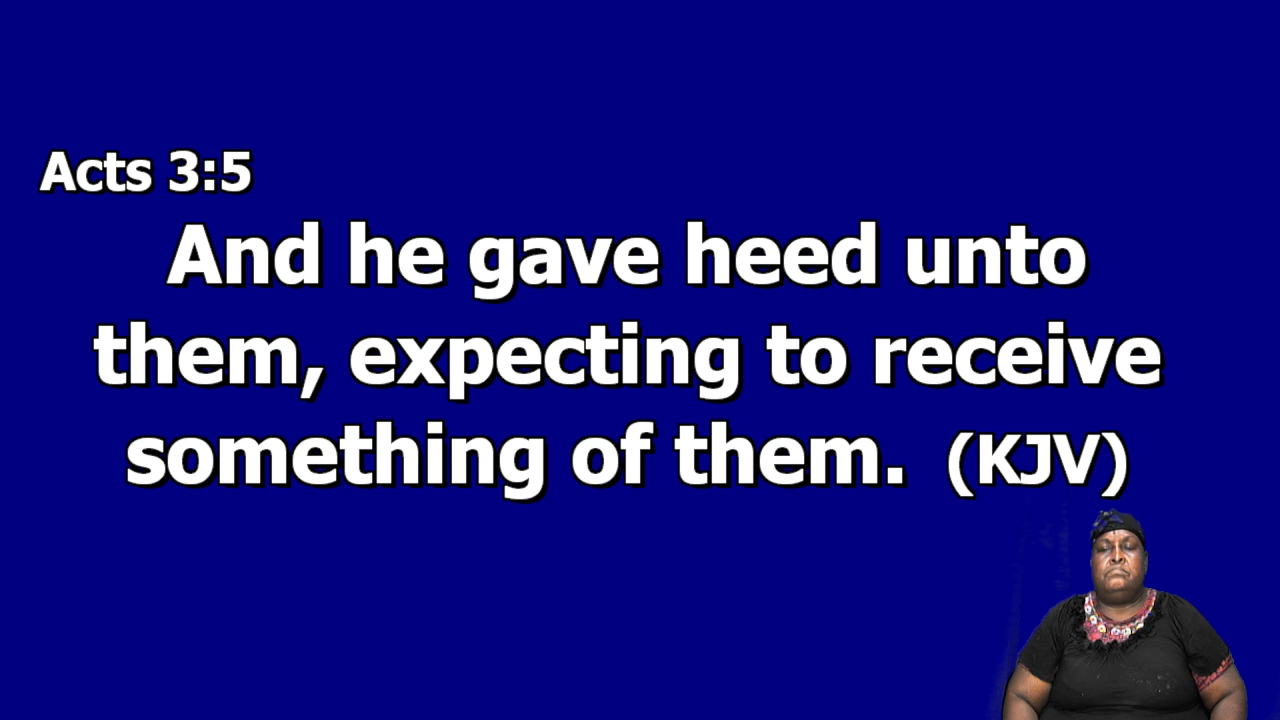 Acts 3:5
And he gave heed unto
them, expecting to receive
something of them. (KJV)